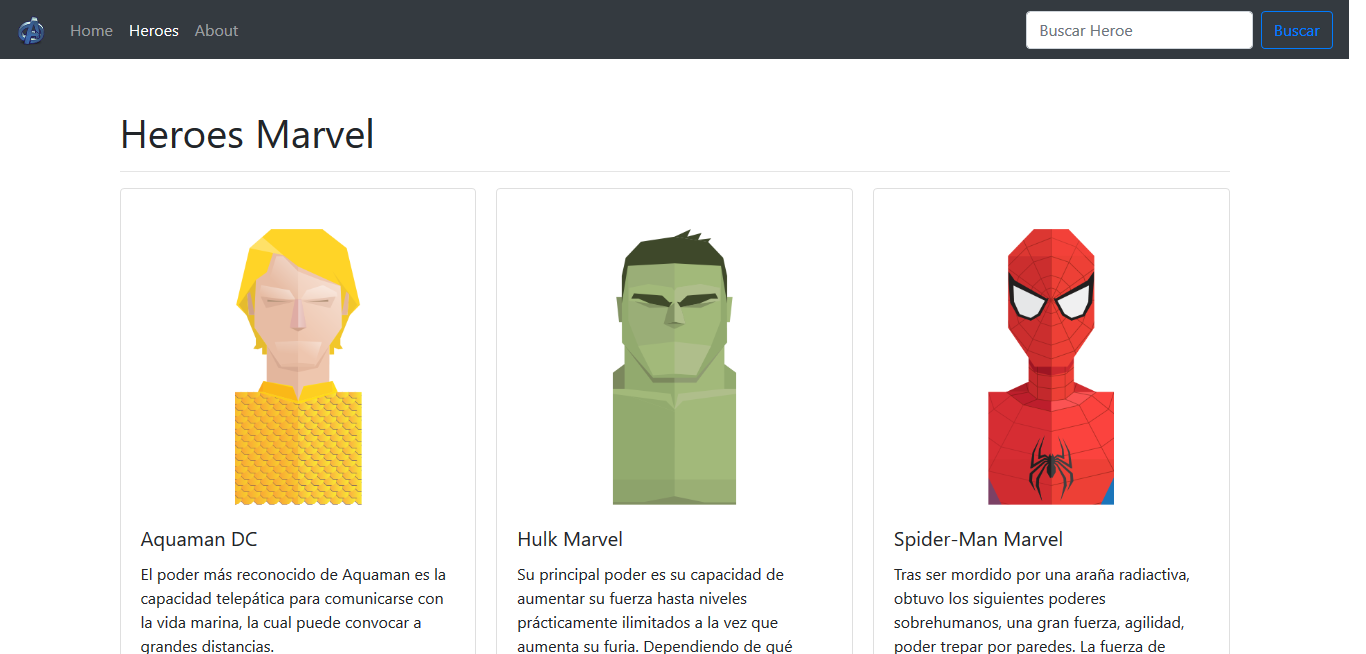 Home Heroes About Buscar Heroe Buscar
Heroes Marvel
Aquaman DC
El poder más reconocido de Aquaman es la
capacidad telepática para comunicarse con
la vida marina, la cual puede convocar a
grandes distancias.
Hulk Marvel
Su principal poder es su capacidad de
aumentar su fuerza hasta niveles
prácticamente ilimitados a la vez que
aumenta su furia. Dependiendo de qué
Spider-Man Marvel
Tras ser mordido por una araña radiactiva,
obtuvo los siguientes poderes
sobrehumanos, una gran fuerza, agilidad,
poder trepar por paredes. La fuerza de